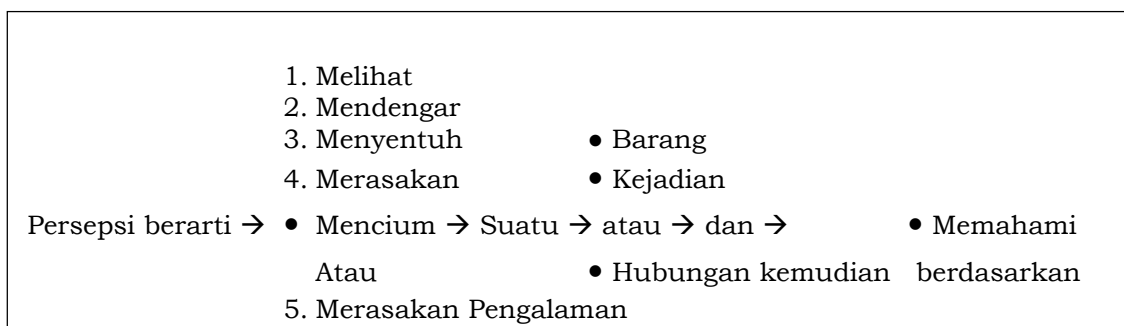 1. Melihat
2. Mendengar
3. Menyentuh ● Barang
4. Merasakan ● Kejadian
Persepsi berarti → ● Mencium → Suatu → atau → dan → ● Memahami
Atau ● Hubungan kemudian berdasarkan
5. Merasakan Pengalaman